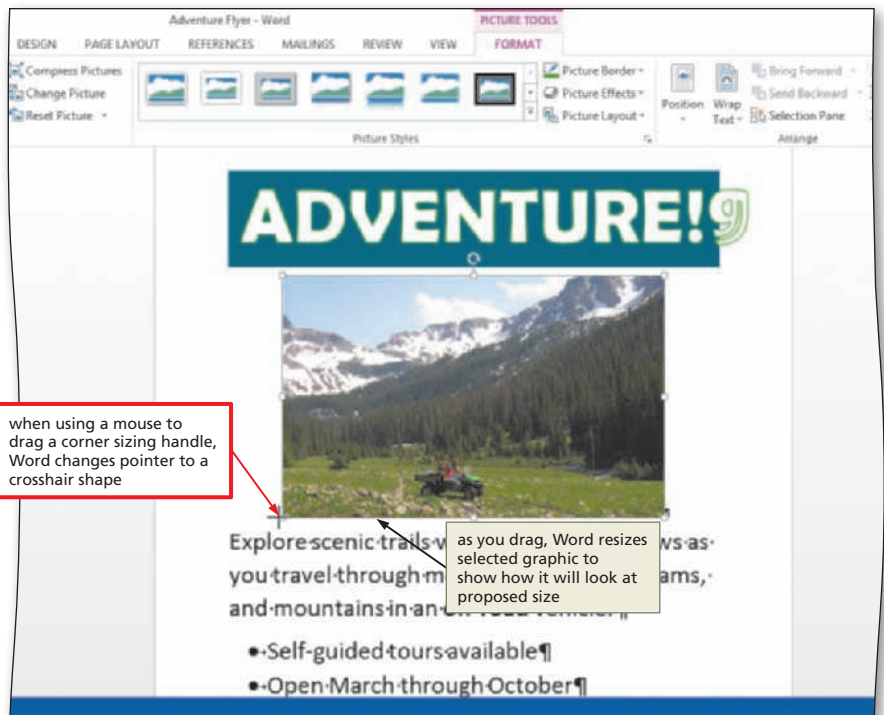 Adventure Flyer - Word
PICTURE TOOLS
DESIGN PAGE LAYOUT REFERENCES MAILINGS REVIEW VIEW FORMAT
Compress Pictures
Change Picture
Reset Picture
Picture Border
Picture Effects
Picture Layout
Position
Wrap
Text
Bring Forward
Send Backward
Selection Pane
Picture Styles
Arrange
ADVENTURE!¶
when using a mouse to
drag a corner sizing handle,
Word changes pointer to a
crosshair shape
¶
as you drag, Word resizes
selected graphic to
show how it will look at
proposed size
Explore·scenic·trails· as·
you·travel·through·
and·mountains·in·an·
•→Self-guided·tours·available¶
•→Open·March·through·October¶